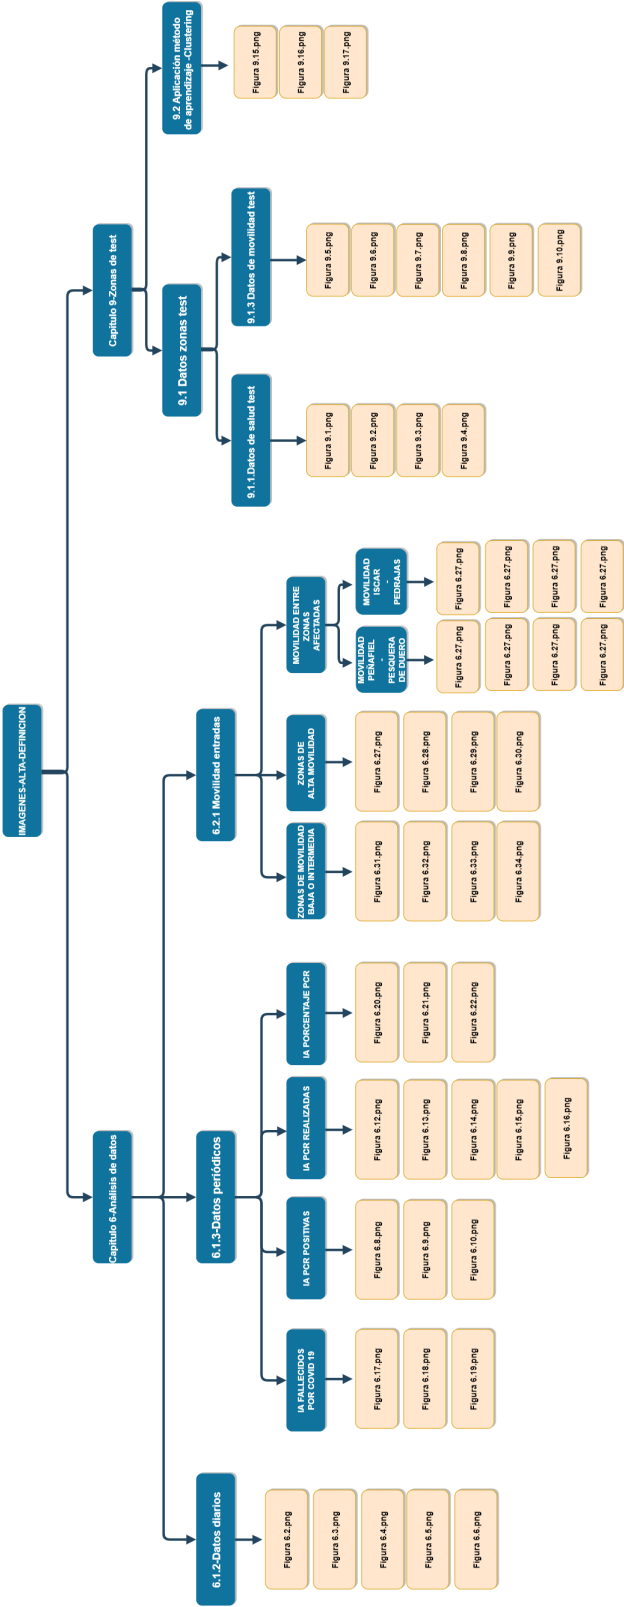 IMAGENES-ALTA-DEFINICION
Capitulo 6-Análisis de datos
6.1.2-Datos diarios
Figura 6.2.png
Figura 6.3.png
Figura 6.4.png
Figura 6.5.png
Figura 6.6.png
6.1.3-Datos periódicos
IA FALLECIDOS
POR COVID 19
Figura 6.17.png
Figura 6.18.png
Figura 6.19.png
IA PCR POSITIVAS
Figura 6.8.png
Figura 6.9.png
Figura 6.10.png
IA PCR REALIZADAS
Figura 6.12.png
Figura 6.13.png
Figura 6.14.png
Figura 6.15.png
Figura 6.16.png
IA PORCENTAJE PCR
Figura 6.20.png
Figura 6.21.png
Figura 6.22.png
6.2.1 Movilidad entradas
ZONAS DE MOVILIDAD
BAJA O INTERMEDIA
Figura 6.31.png
Figura 6.32.png
Figura 6.33.png
Figura 6.34.png
ZONAS DE
ALTA MOVILIDAD
Figura 6.27.png
Figura 6.28.png
Figura 6.29.png
Figura 6.30.png
MOVILIDAD ENTRE
ZONAS
AFECTADAS
MOVILIDAD
PEÑAFIEL
-
PESQUERA
DE DUERO
Figura 6.27.png
Figura 6.27.png
Figura 6.27.png
Figura 6.27.png
MOVILIDAD
ISCAR
-
PEDRAJAS
Figura 6.27.png
Figura 6.27.png
Figura 6.27.png
Figura 6.27.png
Capitulo 9-Zonas de test
9.1 Datos zonas test
9.1.1.Datos de salud test
Figura 9.1.png
Figura 9.2.png
Figura 9.3.png
Figura 9.4.png
9.1.3 Datos de movilidad test
Figura 9.5.png
Figura 9.6.png
Figura 9.7.png
Figura 9.8.png
Figura 9.9.png
Figura 9.10.png
9.2 Aplicación método
de aprendizaje -Clustering
Figura 9.15.png
Figura 9.16.png
Figura 9.17.png